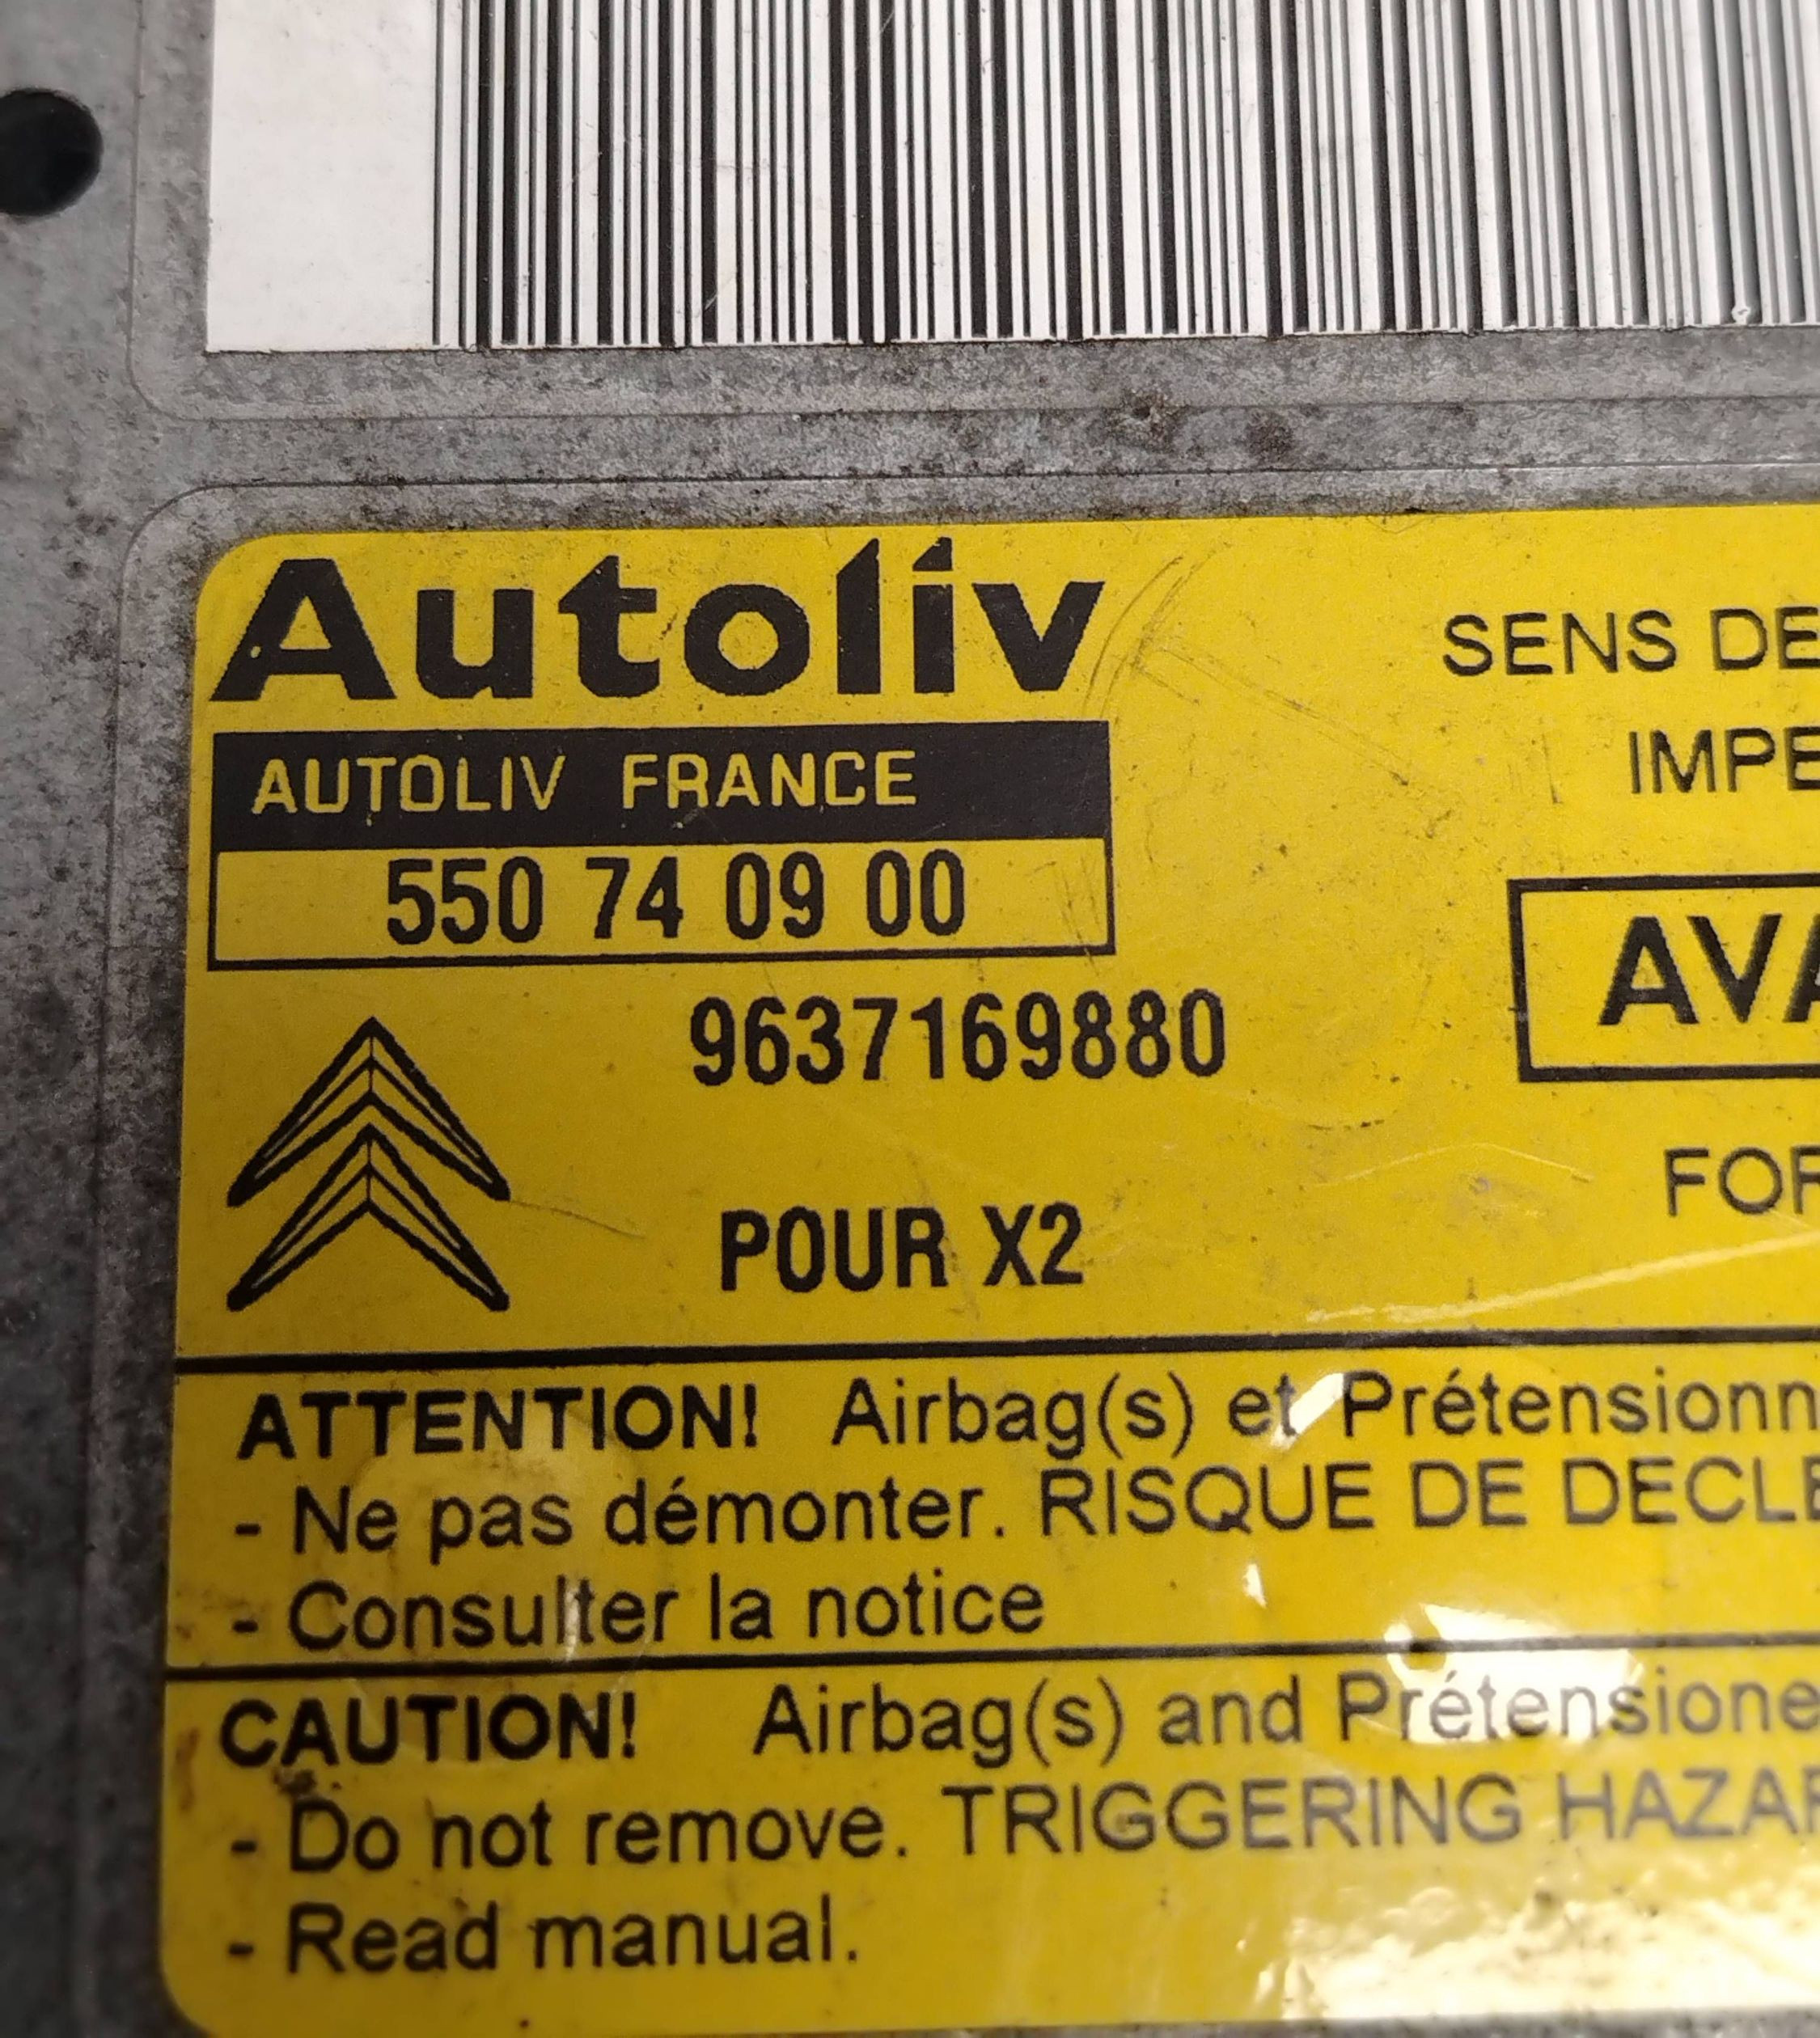 Autoliv
SENS DE
AUTOLIV FRANCE
IMPE
550 74 09 00
AVA
9637169880
FOR
POUR X2
ATTENTION! Airbag(s) et Prétensionn
- Ne pas démonter. RISQUE DE DECLE
- Consulter la notice
CAUTION! Airbag(s) and Prétensione
- Do not remove. TRIGGERING HAZAR
- Read manual.